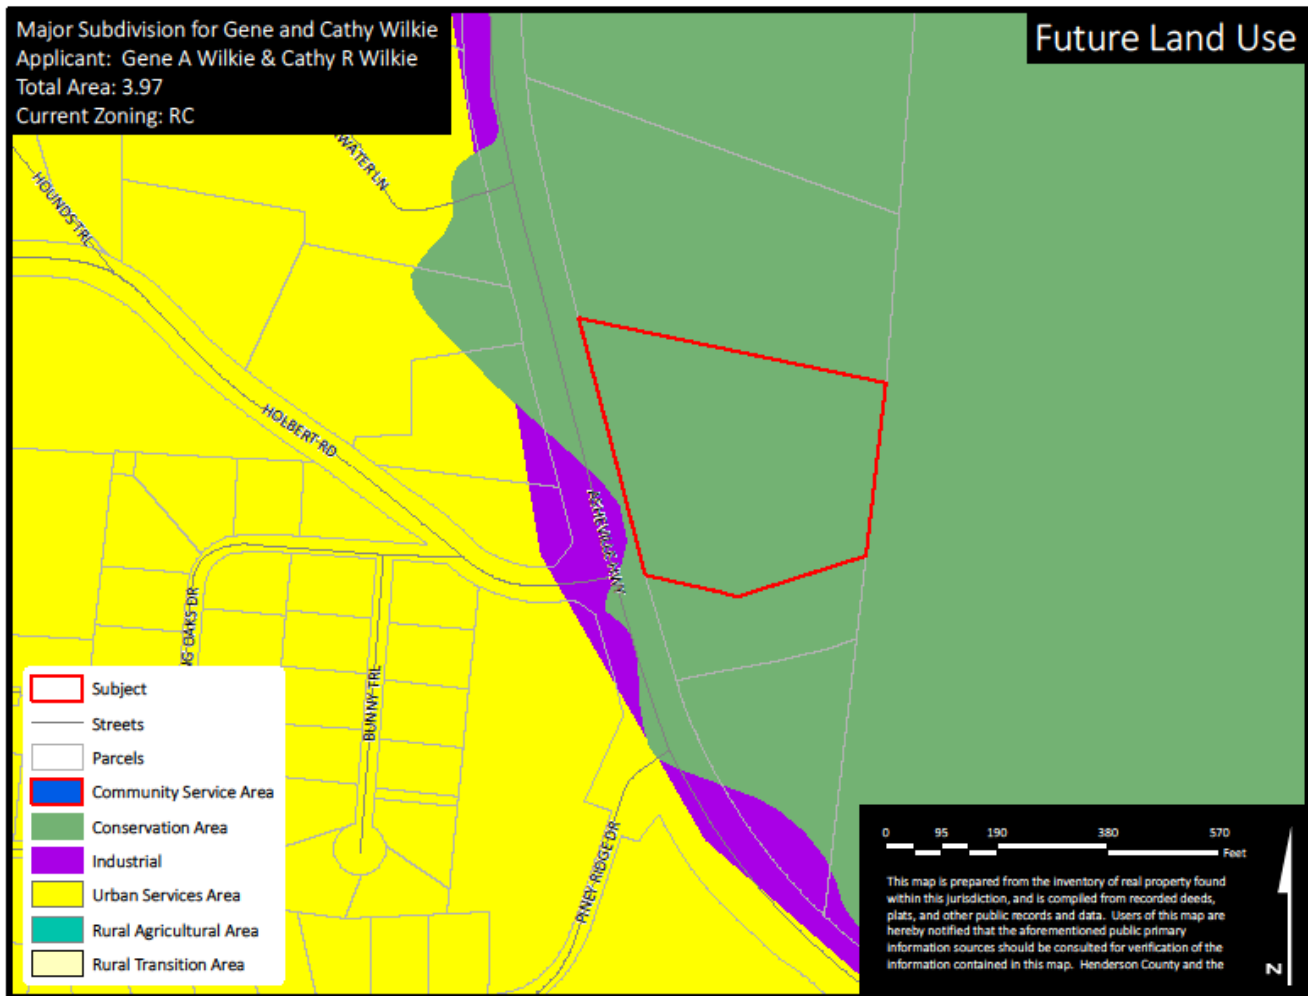 Major Subdivision for Gene and Cathy Wilkie
Applicant: Gene A Wilkie & Cathy R Wilkie
Total Area: 3.97
Current Zoning: RC
Future Land Use
WATER LN
HOUNDS TRL
HOLBERT RD
OAKS DR
BUNNY TRL
PINEY RIDGE DR
Subject
Streets
Parcels
Community Service Area
Conservation Area
Industrial
Urban Services Area
Rural Agricultural Area
Rural Transition Area
0 95 190 380 570
Feet
This map is prepared from the inventory of real property found
within this jurisdiction, and is compiled from recorded deeds,
plats, and other public records and data. Users of this map are
hereby notified that the aforementioned public primary
information sources should be consulted for verification of the
information contained in this map. Henderson County and the
N